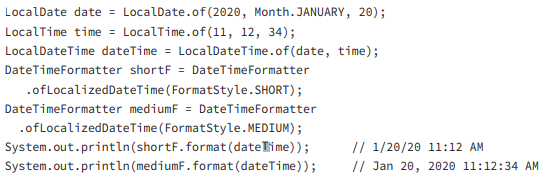 LocalDate date = LocalDate.of(2020, Month.JANUARY, 20);
LocalTime time = LocalTime.of(11, 12, 34);
LocalDateTime dateTime = LocalDateTime.of(date, time);
DateTimeFormatter shortF = DateTimeFormatter
.ofLocalizedDateTime(FormatStyle.SHORT);
DateTimeFormatter mediumF = DateTimeFormatter
.ofLocalizedDateTime(FormatStyle.MEDIUM);
System.out.println(shortF.format(dateTime)); // 1/20/20 11:12 AM
System.out.println(mediumF.format(dateTime)); // Jan 20, 2020 11:12:34 AM